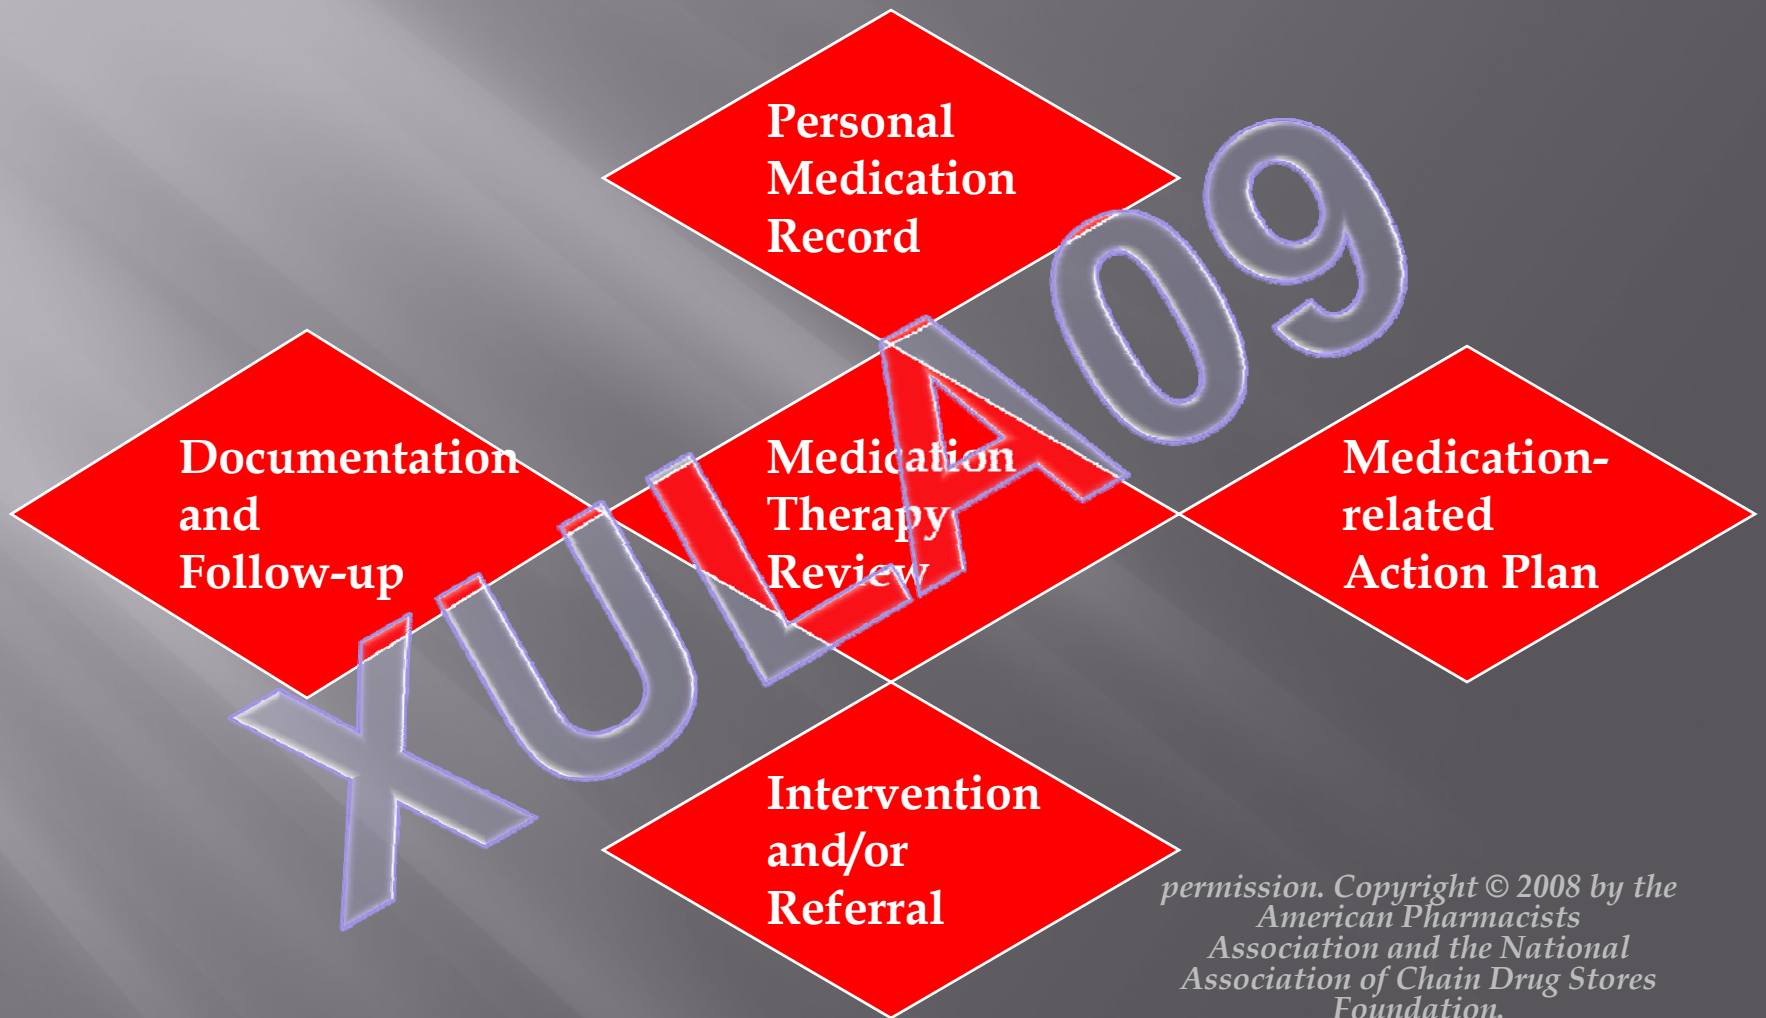 Personal
Medication
Record
Documentation
and
Follow-up
Medication
Therapy
Review
Medication-
related
Action Plan
Intervention
and/or
Referral
XULA09
permission. Copyright © 2008 by the
American Pharmacists
Association and the National
Association of Chain Drug Stores
Foundation.